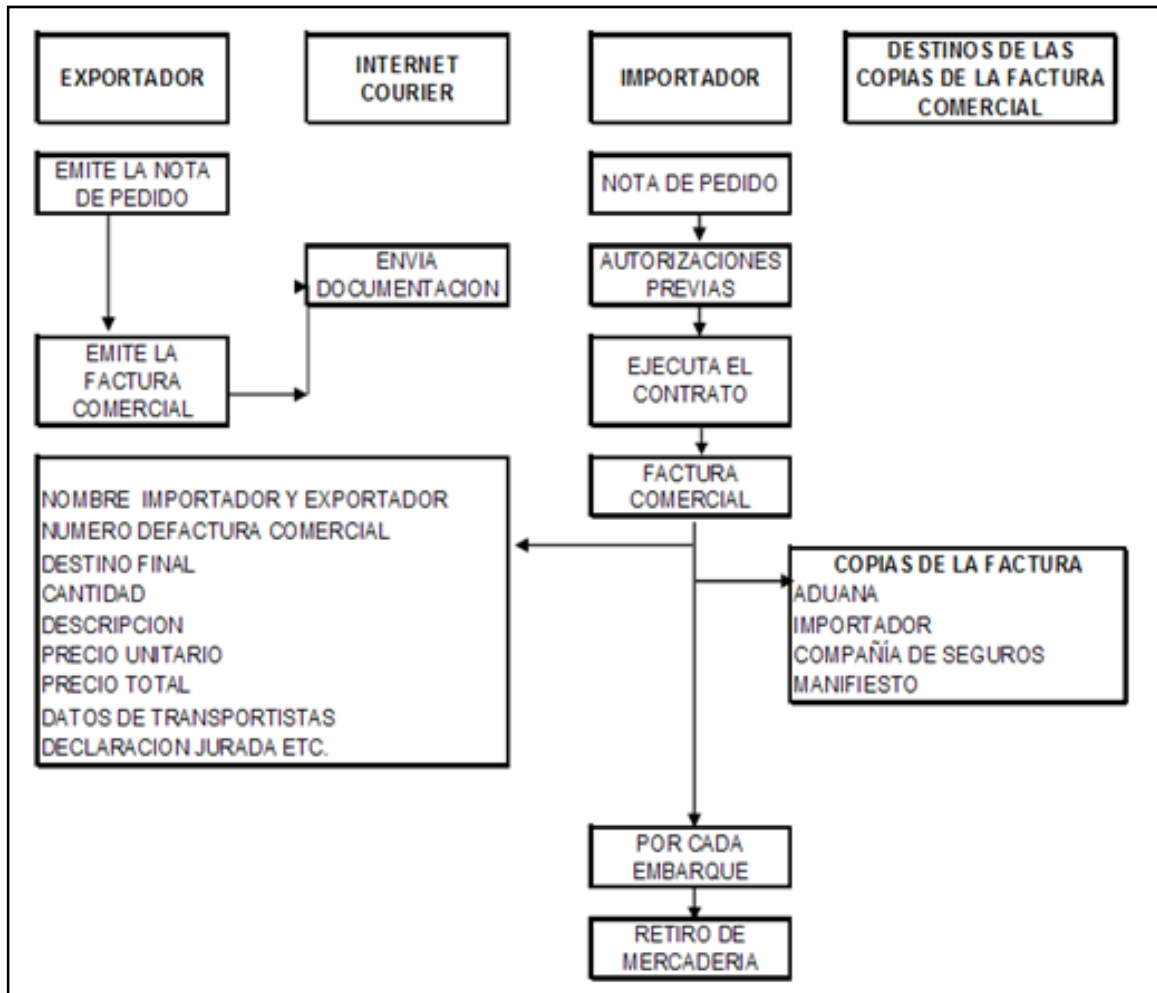 EXPORTADOR
INTERNET
COURIER
IMPORTADOR
DESTINOS DE LAS
COPIAS DE LA FACTURA
COMERCIAL
EMITE LA NOTA
DE PEDIDO
NOTA DE PEDIDO
ENVIA
DOCUMENTACION
AUTORIZACIONES
PREVIAS
EMITE LA
FACTURA
COMERCIAL
EJECUTA EL
CONTRATO
FACTURA
COMERCIAL
NOMBRE IMPORTADOR Y EXPORTADOR
NUMERO DEFACTURA COMERCIAL
DESTINO FINAL
CANTIDAD
DESCRIPCION
PRECIO UNITARIO
PRECIO TOTAL
DATOS DE TRANSPORTISTAS
DECLARACION JURADA ETC.
COPIAS DE LA FACTURA
ADUANA
IMPORTADOR
COMPAÑÍA DE SEGUROS
MANIFIESTO
POR CADA
EMBARQUE
RETIRO DE
MERCADERIA